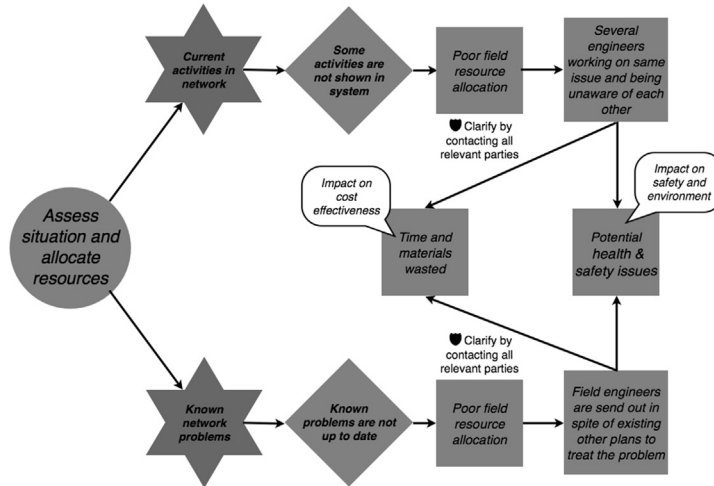 Current
activities in
network
Some
activities are
not shown in
system
Poor field
resource
allocation
Several
engineers
working on same
issue and being
unaware of each
other
Clarify by
contacting all
relevant parties
Impact on
cost
effectiveness
Impact on
safety and
environment
Assess
situation and
allocate
resources
Time and
materials
wasted
Potential
health &
safety issues
Clarify by
contacting all
relevant parties
Known
network
problems
Known
problems are not
up to date
Poor field
resource
allocation
Field engineers
are send out in
spite of existing
other plans to
treat the problem